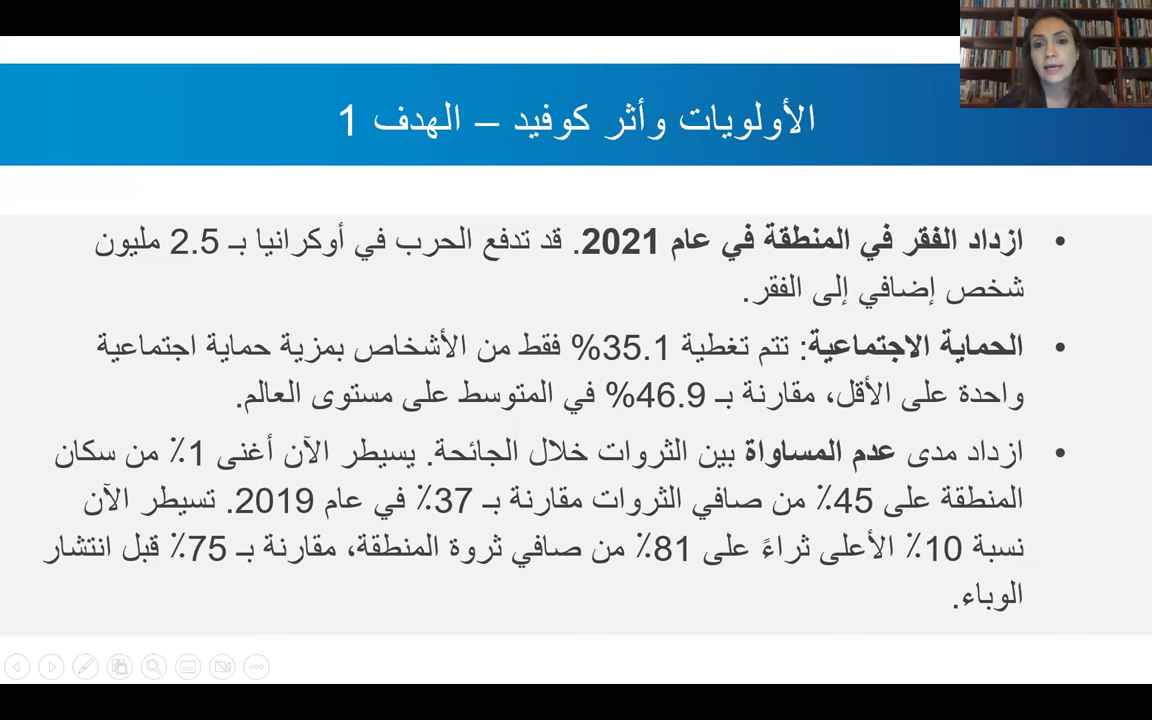 الأولويات وأثر كوفيد – الهدف 1
• ازداد الفقر في المنطقة في عام 2021. قد تدفع الحرب في أوكرانيا بـ 2.5 مليون
شخص إضافي إلى الفقر.
• الحماية الاجتماعية: تتم تغطية 35.1% فقط من الأشخاص بمزية حماية اجتماعية
واحدة على الأقل، مقارنة بـ 46.9% في المتوسط على مستوى العالم.
• ازداد مدى عدم المساواة بين الثروات خلال الجائحة. يسيطر الآن أغنى 1٪ من سكان
المنطقة على 45٪ من صافي الثروات مقارنة بـ 37٪ في عام 2019. تسيطر الآن
نسبة 10٪ الأعلى ثراءً على 81٪ من صافي ثروة المنطقة، مقارنة بـ 75٪ قبل انتشار
الوباء.